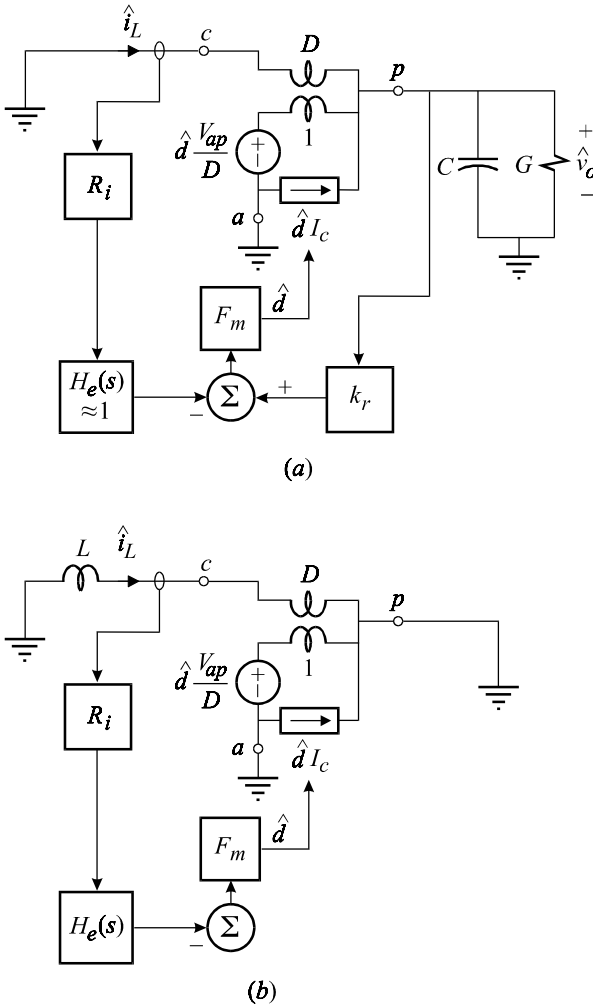 î_L
c
D
p
1
d̂ V_ap/D
+
−
R_i
a
d̂ I_c
C
G
+
v̂_o
−
F_m
d̂
H_e(s)
≈1
−
Σ
+
k_r
(a)
L
î_L
c
D
p
1
d̂ V_ap/D
+
−
R_i
a
d̂ I_c
F_m
d̂
H_e(s)
−
Σ
(b)